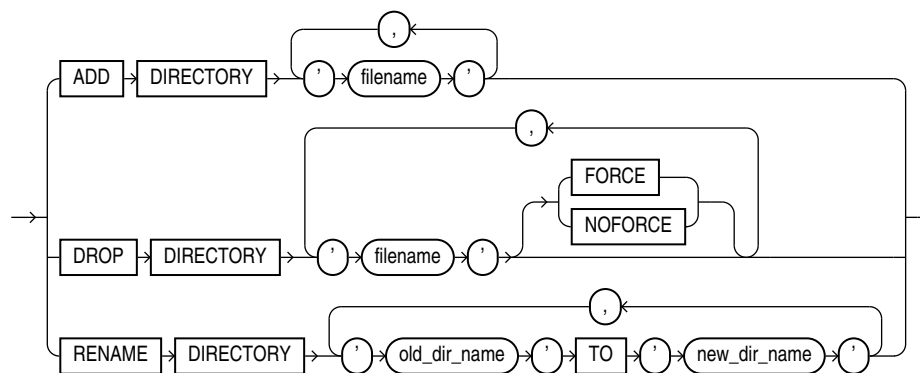 ,
ADD DIRECTORY ' filename '
,
FORCE
NOFORCE
DROP DIRECTORY ' filename '
,
RENAME DIRECTORY ' old_dir_name ' TO ' new_dir_name '